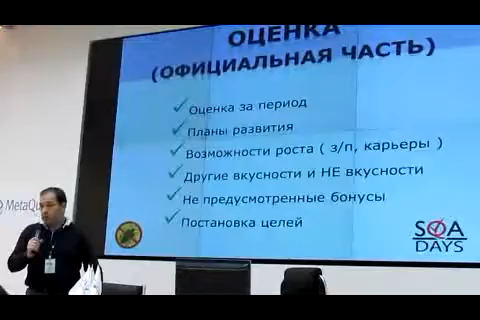 ОЦЕНКА
(ОФИЦИАЛЬНАЯ ЧАСТЬ)
Оценка за период
Планы развития
Возможности роста ( з/п, карьеры )
Другие вкусности и НЕ вкусности
Не предусмотренные бонусы
Постановка целей
MetaQu
SQA
DAYS